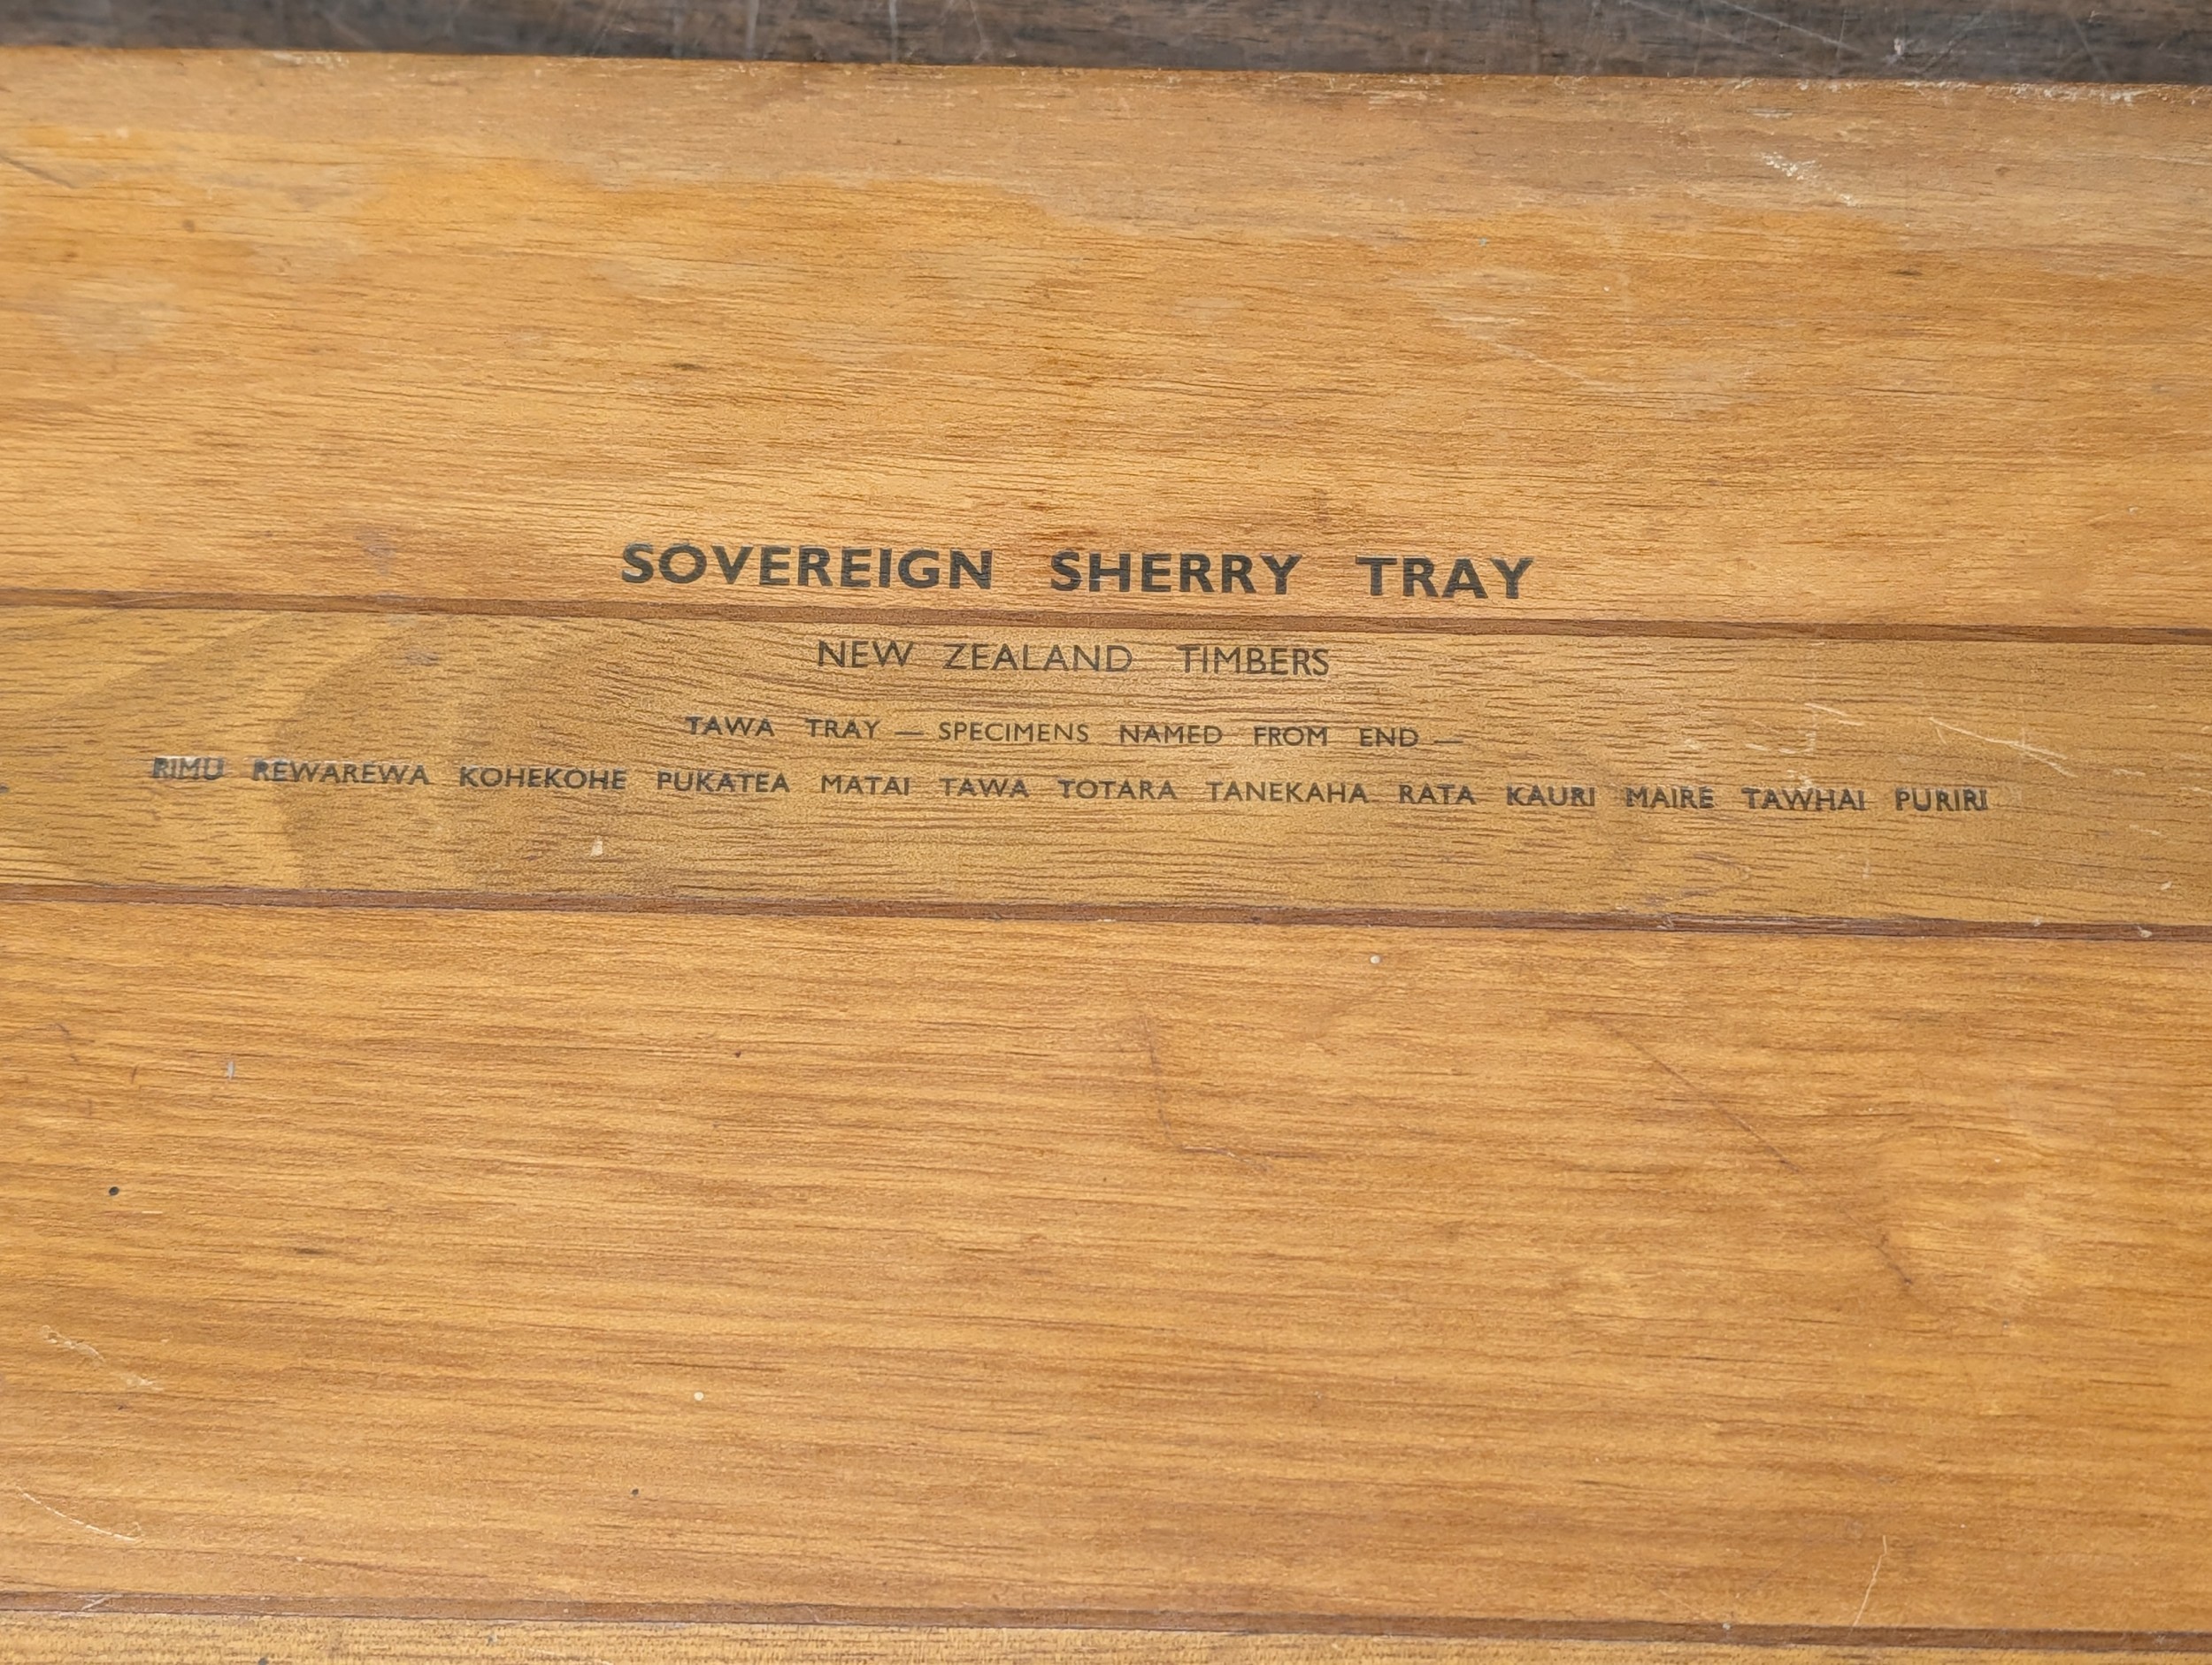 SOVEREIGN SHERRY TRAY
NEW ZEALAND TIMBERS
TAWA TRAY — SPECIMENS NAMED FROM END —
RIMU REWAREWA KOHEKOHE PUKATEA MATAI TAWA TOTARA TANEKAHA RATA KAURI MAIRE TAWHAI PURIRI